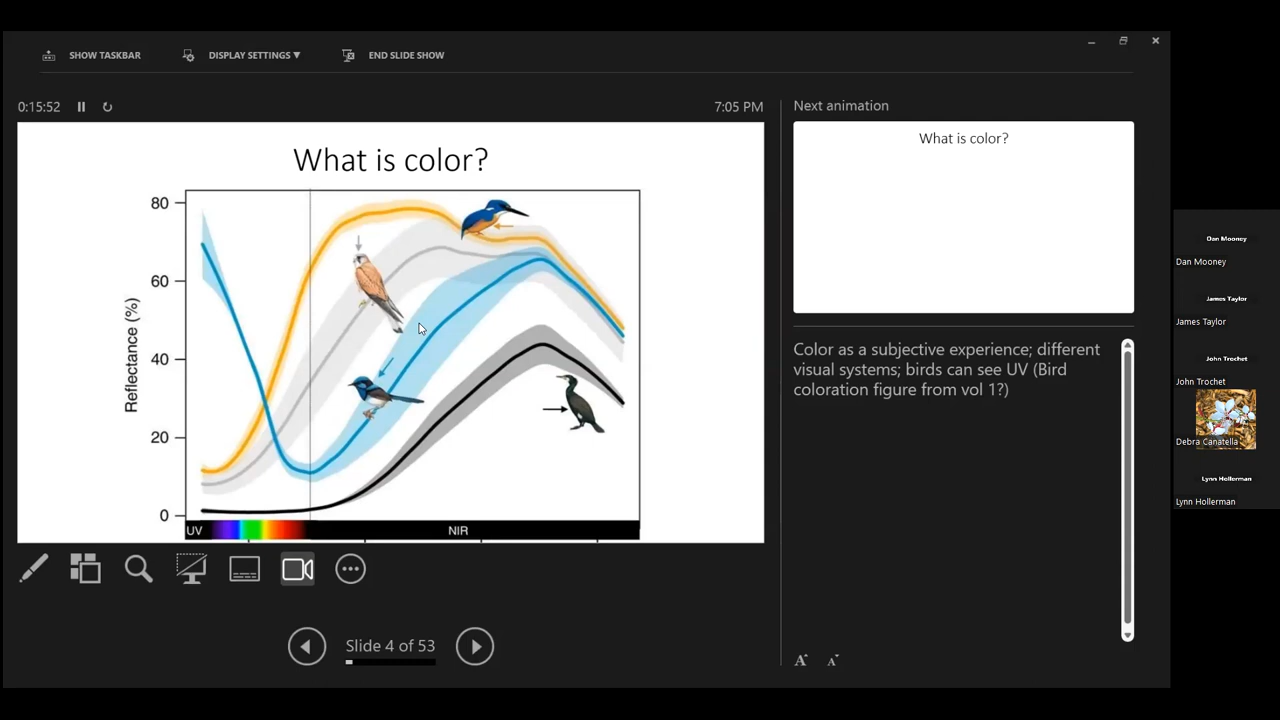 SHOW TASKBAR
DISPLAY SETTINGS ▼
END SLIDE SHOW
0:15:52
7:05 PM
What is color?
80
60
40
20
0
Reflectance (%)
UV
NIR
Slide 4 of 53
Next animation
What is color?
Color as a subjective experience; different
visual systems; birds can see UV (Bird
coloration figure from vol 1?)
A
A
Dan Mooney
Dan Mooney
James Taylor
James Taylor
John Trochet
John Trochet
Debra Canatella
Lynn Hollerman
Lynn Hollerman